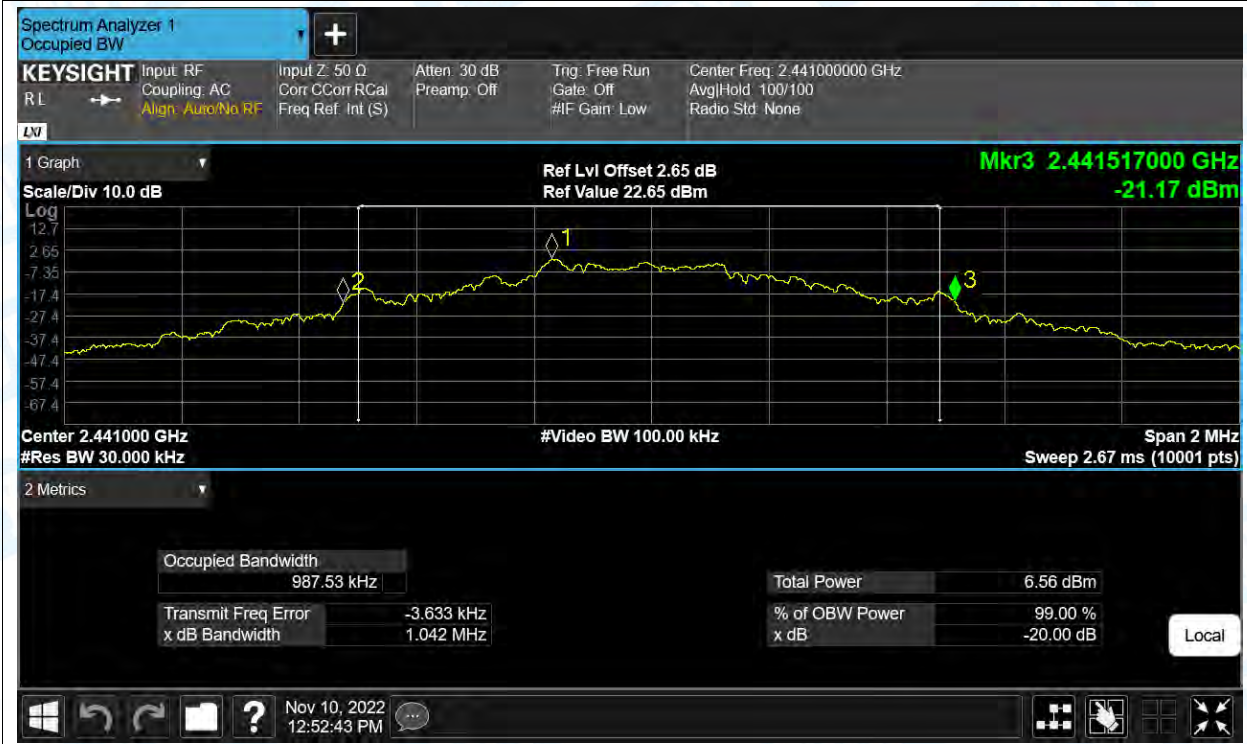 Spectrum Analyzer 1
Occupied BW
KEYSIGHT
R L
LXI
Input: RF
Coupling: AC
Align: Auto/No RF
Input Z: 50 Ω
Corr CCorr RCal
Freq Ref: Int (S)
Atten: 30 dB
Preamp: Off
Trig: Free Run
Gate: Off
#IF Gain: Low
Center Freq: 2.441000000 GHz
Avg|Hold: 100/100
Radio Std: None
1 Graph
Scale/Div 10.0 dB
Ref Lvl Offset 2.65 dB
Ref Value 22.65 dBm
Mkr3 2.441517000 GHz
-21.17 dBm
Log
12.7
2.65
-7.35
-17.4
-27.4
-37.4
-47.4
-57.4
-67.4
1
2
3
Center 2.441000 GHz
#Res BW 30.000 kHz
#Video BW 100.00 kHz
Span 2 MHz
Sweep 2.67 ms (10001 pts)
2 Metrics
Occupied Bandwidth
987.53 kHz
Transmit Freq Error -3.633 kHz
x dB Bandwidth 1.042 MHz
Total Power 6.56 dBm
% of OBW Power 99.00 %
x dB -20.00 dB
Local
?
Nov 10, 2022
12:52:43 PM